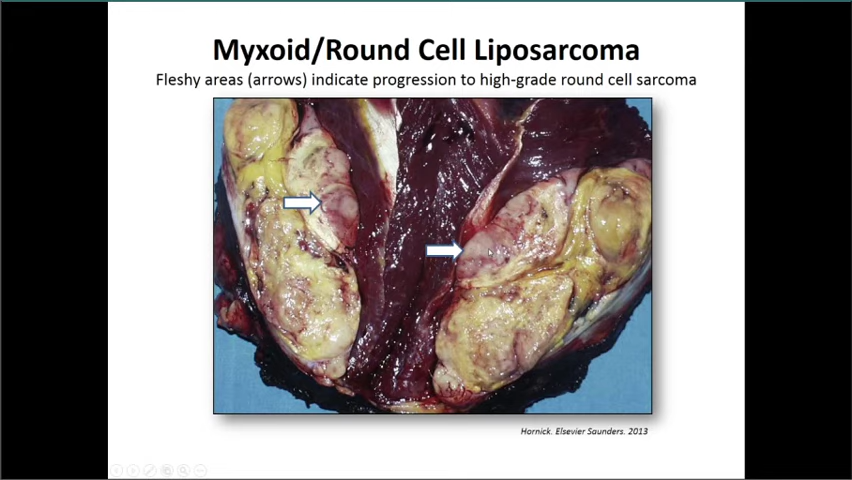 Myxoid/Round Cell Liposarcoma
Fleshy areas (arrows) indicate progression to high-grade round cell sarcoma
Hornick. Elsevier Saunders. 2013